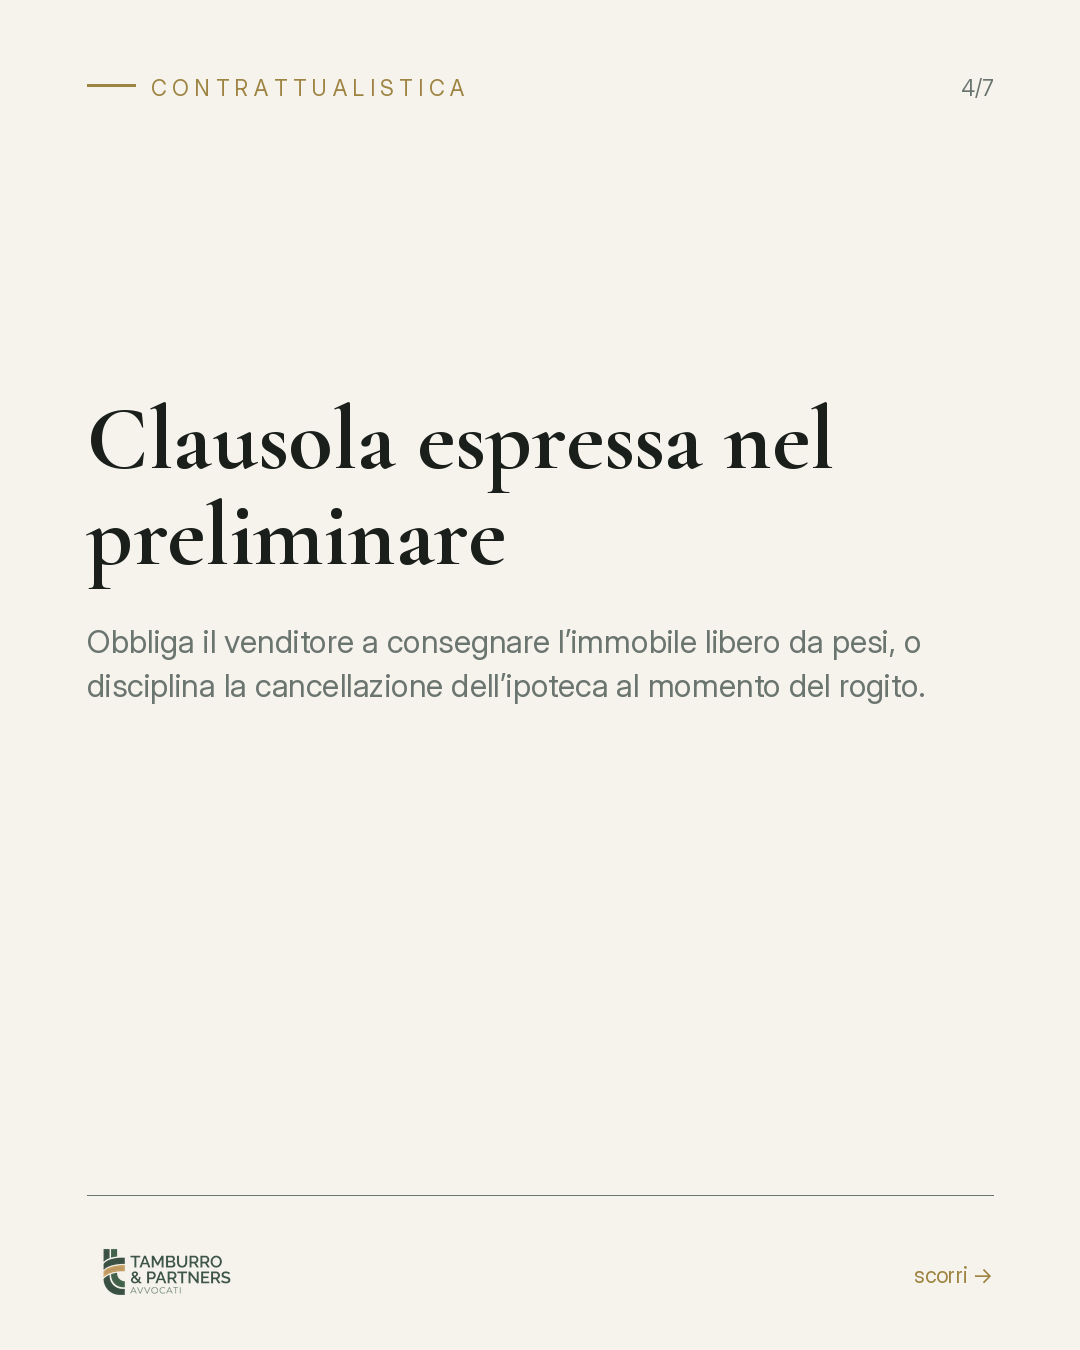 CONTRATTUALISTICA
4/7
Clausola espressa nel
preliminare
Obbliga il venditore a consegnare l’immobile libero da pesi, o
disciplina la cancellazione dell’ipoteca al momento del rogito.
TAMBURRO
& PARTNERS
AVVOCATI
scorri →